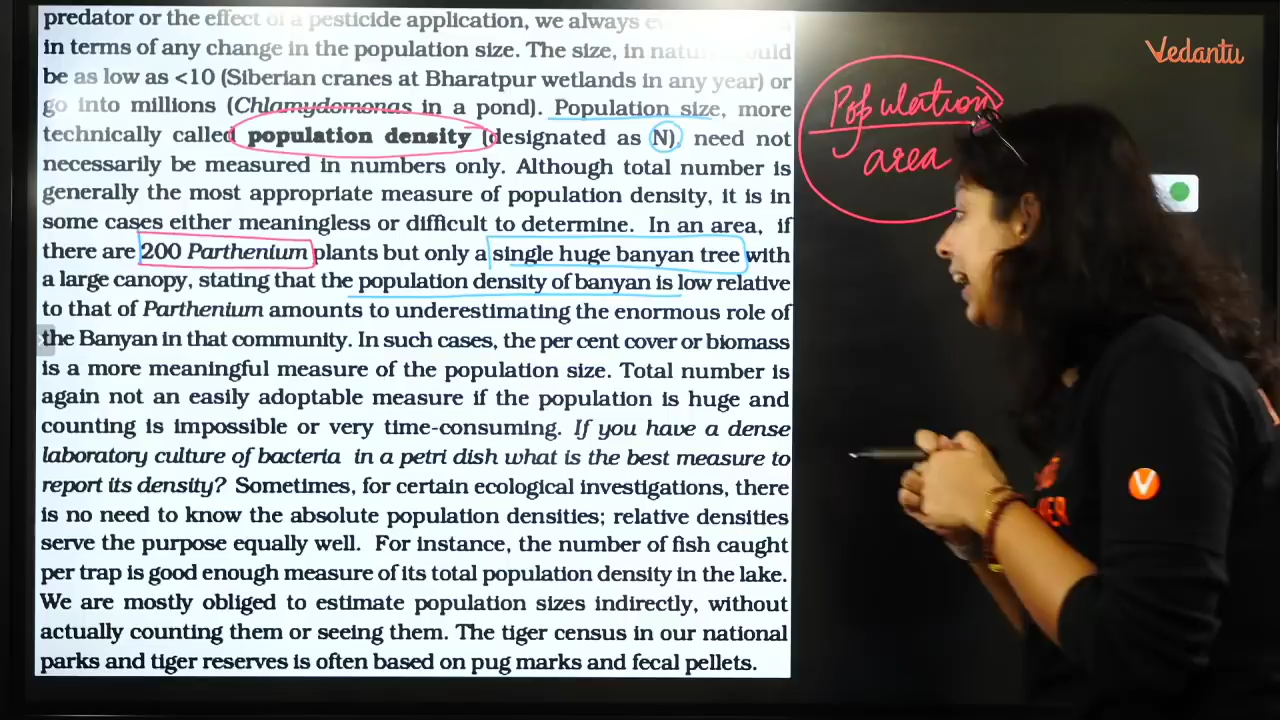 predator or the effect of a pesticide application, we always
in terms of any change in the population size. The size, in
be as low as <10 (Siberian cranes at Bharatpur wetlands in any year) or
go into millions (Chlamydomonas in a pond). Population size, more
technically called population density (designated as N), need not
necessarily be measured in numbers only. Although total number is
generally the most appropriate measure of population density, it is in
some cases either meaningless or difficult to determine. In an area, if
there are 200 Parthenium plants but only a single huge banyan tree with
a large canopy, stating that the population density of banyan is low relative
to that of Parthenium amounts to underestimating the enormous role of
the Banyan in that community. In such cases, the per cent cover or biomass
is a more meaningful measure of the population size. Total number is
again not an easily adoptable measure if the population is huge and
counting is impossible or very time-consuming. If you have a dense
laboratory culture of bacteria in a petri dish what is the best measure to
report its density? Sometimes, for certain ecological investigations, there
is no need to know the absolute population densities; relative densities
serve the purpose equally well. For instance, the number of fish caught
per trap is good enough measure of its total population density in the lake.
We are mostly obliged to estimate population sizes indirectly, without
actually counting them or seeing them. The tiger census in our national
parks and tiger reserves is often based on pug marks and fecal pellets.
Population
area
Vedantu
V